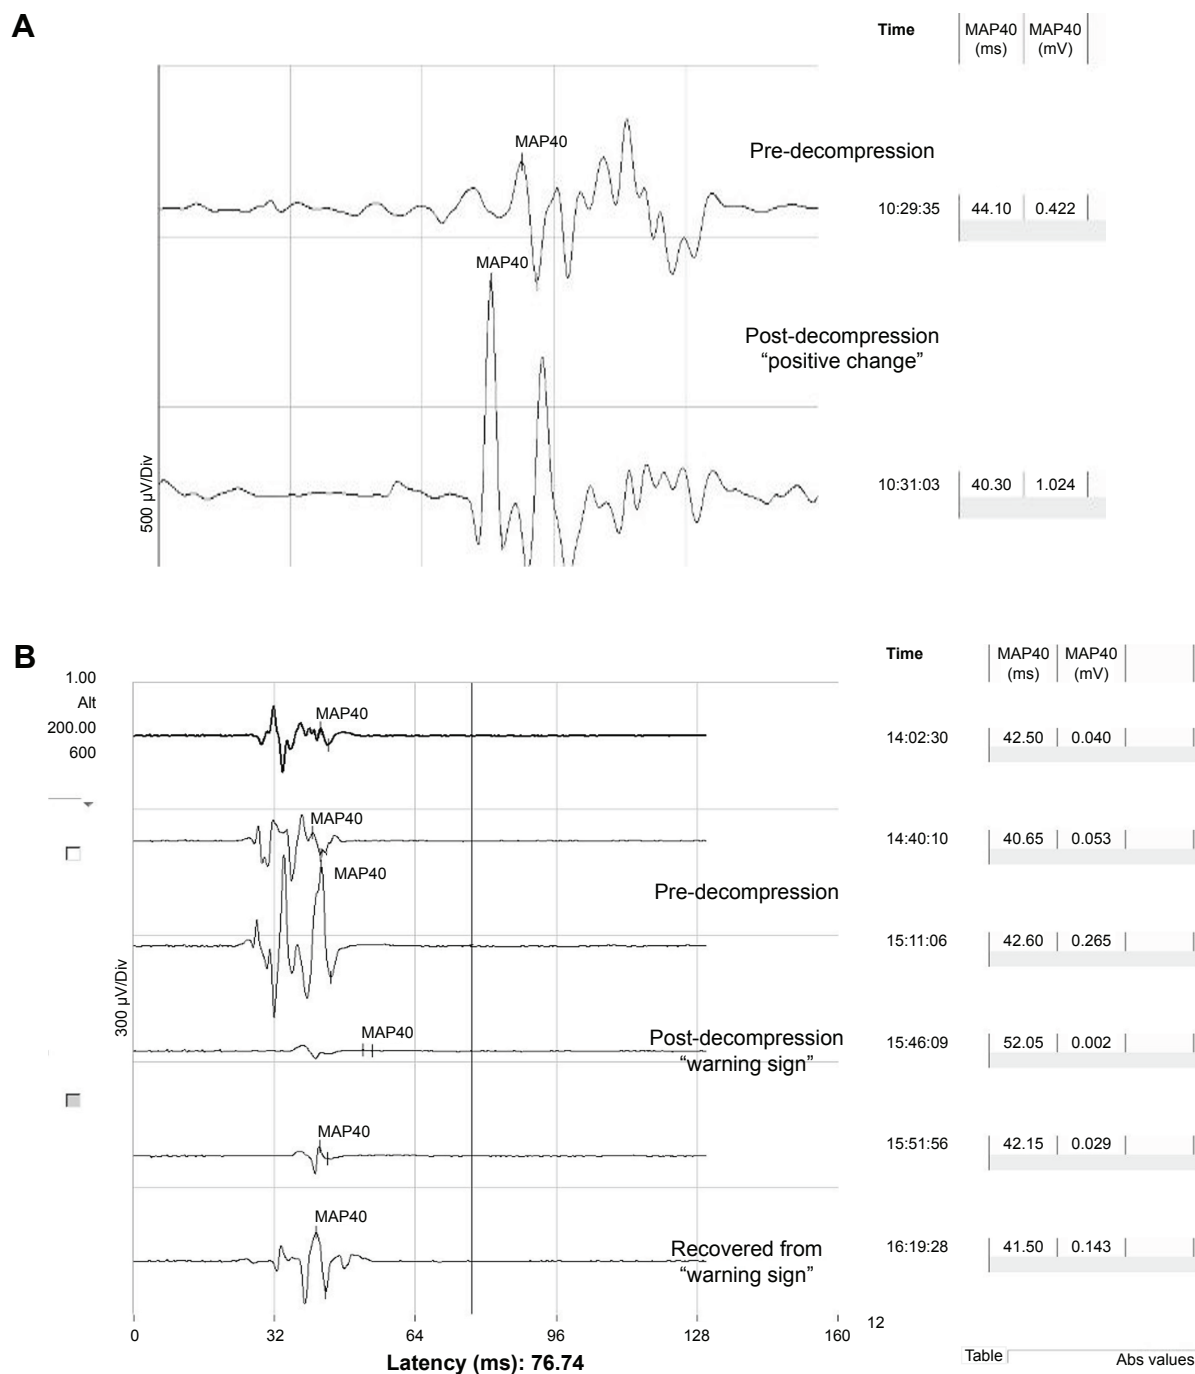 A
Time
MAP40 (ms)
MAP40 (mV)
MAP40
Pre-decompression
10:29:35
44.10
0.422
MAP40
Post-decompression
“positive change”
500 µV/Div
10:31:03
40.30
1.024
B
Time
MAP40 (ms)
MAP40 (mV)
1.00
Alt
200.00
600
MAP40
14:02:30
42.50
0.040
MAP40
14:40:10
40.65
0.053
MAP40
Pre-decompression
15:11:06
42.60
0.265
300 µV/Div
MAP40
Post-decompression
“warning sign”
15:46:09
52.05
0.002
MAP40
15:51:56
42.15
0.029
MAP40
Recovered from
“warning sign”
16:19:28
41.50
0.143
0
32
64
96
128
160
12
Latency (ms): 76.74
Table
Abs values